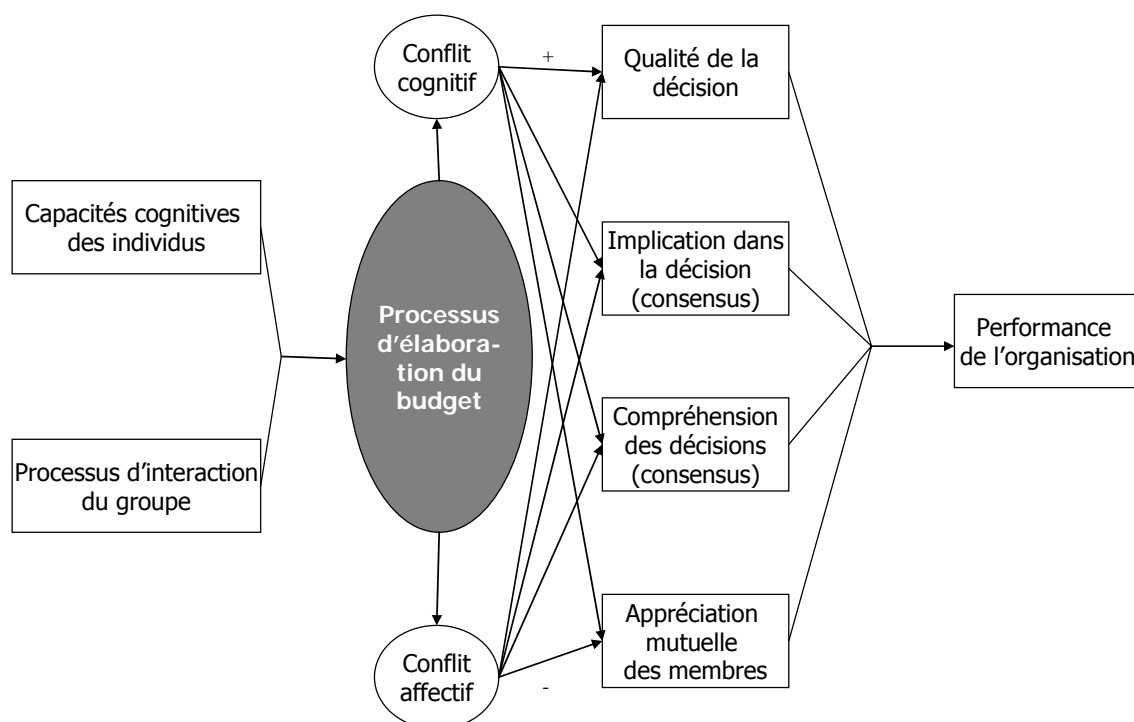 Conflit
cognitif
+
Qualité de la
décision
Capacités cognitives
des individus
Implication dans
la décision
(consensus)
Processus
d’élabora-
tion du
budget
Performance
de l’organisation
Compréhension
des décisions
(consensus)
Processus d’interaction
du groupe
Appréciation
mutuelle
des membres
Conflit
affectif
-